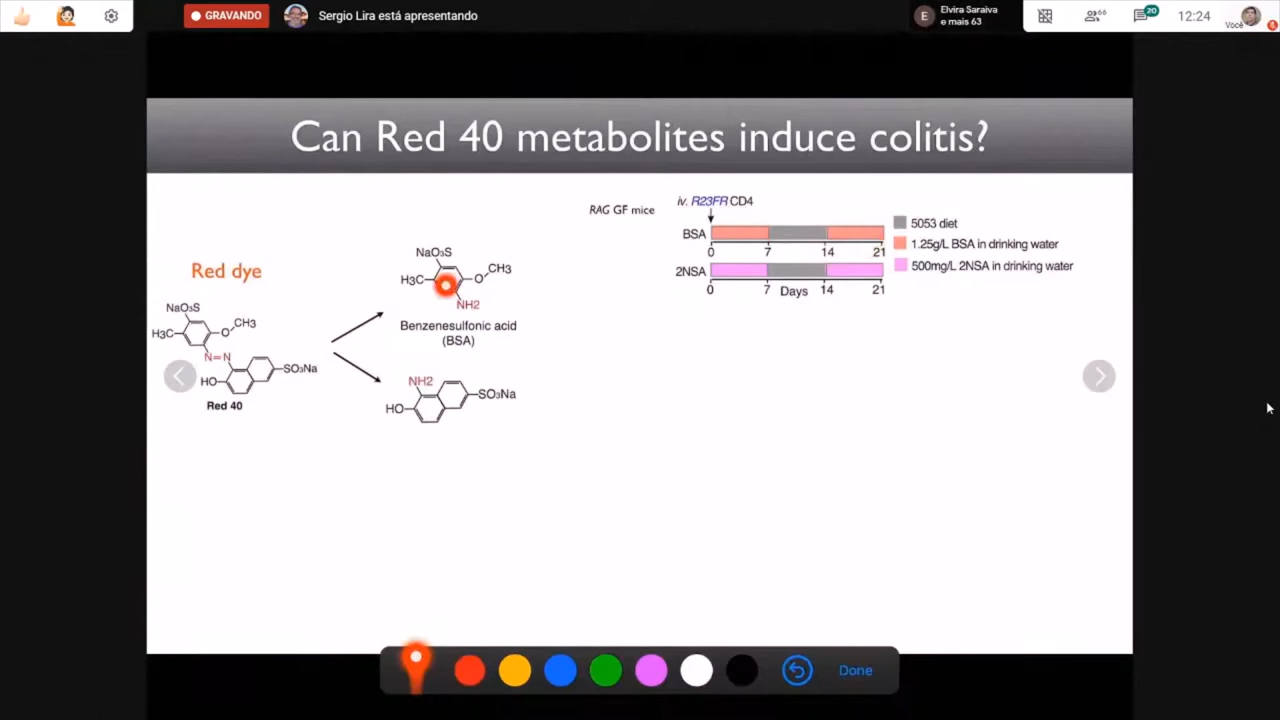 GRAVANDO
Sergio Lira está apresentando
E
Elvira Saraiva
e mais 63
66
20
12:24
Você
Can Red 40 metabolites induce colitis?
RAG GF mice
iv. R23FR CD4
BSA
0 7 14 21
2NSA
0 7 Days 14 21
5053 diet
1.25g/L BSA in drinking water
500mg/L 2NSA in drinking water
Red dye
NaO₃S
H3C
O
CH3
N=N
HO
SO₃Na
Red 40
NaO₃S
H3C
O
CH3
NH2
Benzenesulfonic acid
(BSA)
NH2
HO
SO₃Na
Done